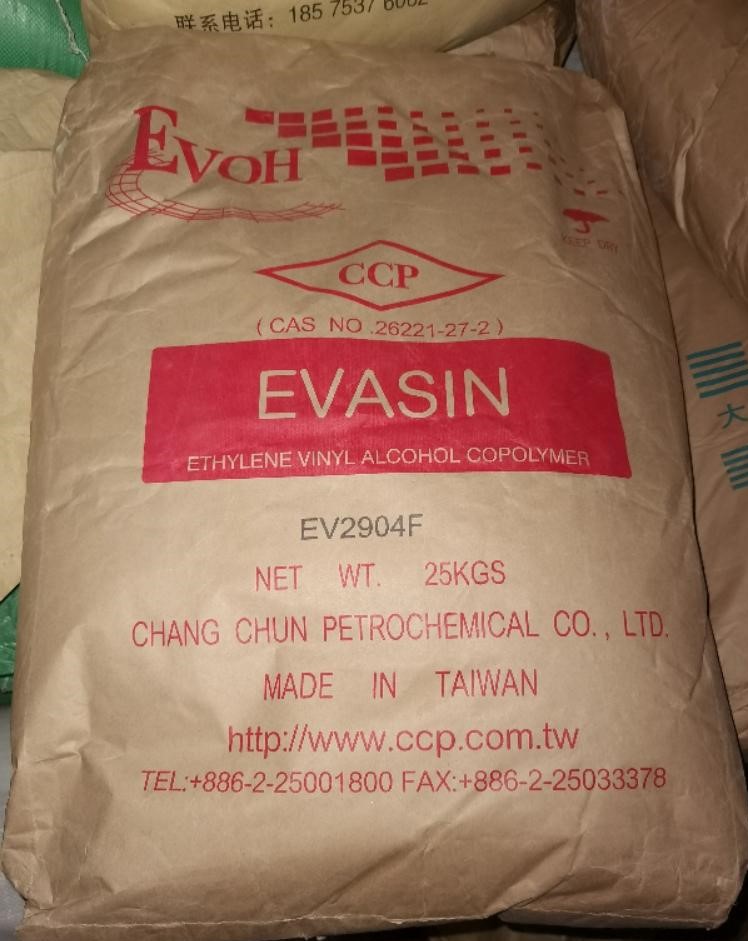 联系电话： 185 7537 6062
EVOH
KEEP DRY
CCP
( CAS NO .26221-27-2 )
EVASIN
ETHYLENE VINYL ALCOHOL COPOLYMER
EV2904F
NET WT. 25KGS
CHANG CHUN PETROCHEMICAL CO., LTD.
MADE IN TAIWAN
http://www.ccp.com.tw
TEL:+886-2-25001800 FAX:+886-2-25033378
大